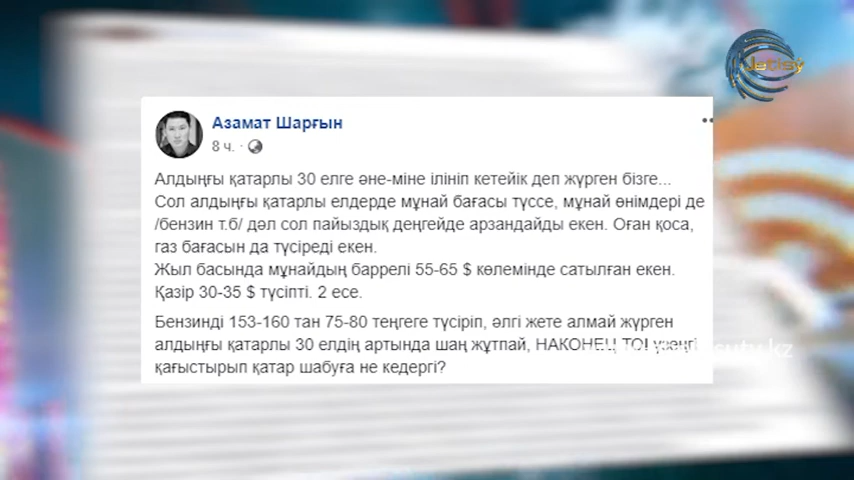 Jetisy
Азамат Шарғын
8 ч. ·
Алдыңғы қатарлы 30 елге әне-міне ілініп кетейік деп жүрген бізге...
Сол алдыңғы қатарлы елдерде мұнай бағасы түссе, мұнай өнімдері де
/бензин т.б/ дәл сол пайыздық деңгейде арзандайды екен. Оған қоса,
газ бағасын да түсіреді екен.
Жыл басында мұнайдың баррелі 55-65 $ көлемінде сатылған екен.
Қазір 30-35 $ түсіпті. 2 есе.
Бензинді 153-160 тан 75-80 теңгеге түсіріп, әлгі жете алмай жүрген
алдыңғы қатарлы 30 елдің артында шаң жұтпай, НАКОНЕЦ ТО! үзеңгі
қағыстырып қатар шабуға не кедергі?